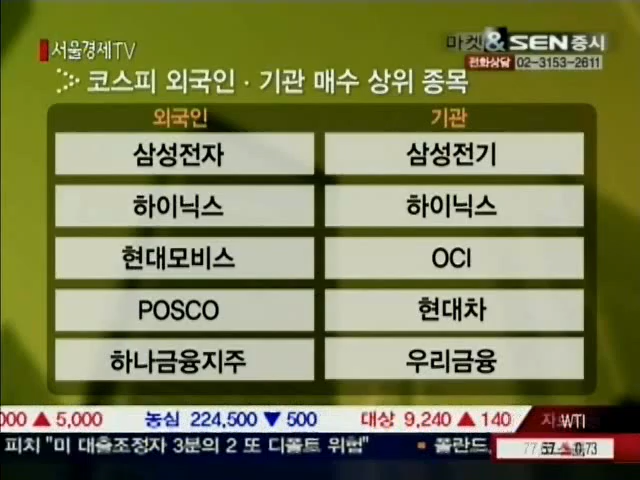 서울경제TV
마켓&SEN증시
전화상담 02-3153-2611
코스피 외국인 · 기관 매수 상위 종목
외국인 기관
삼성전자 삼성전기
하이닉스 하이닉스
현대모비스 OCI
POSCO 현대차
하나금융지주 우리금융
000 ▲ 5,000 농심 224,500 ▼ 500 대상 9,240 ▲ 140 WTI
피치 "미 대출조정자 3분의 2 또 디폴트 위험" ▪ 폴란드,